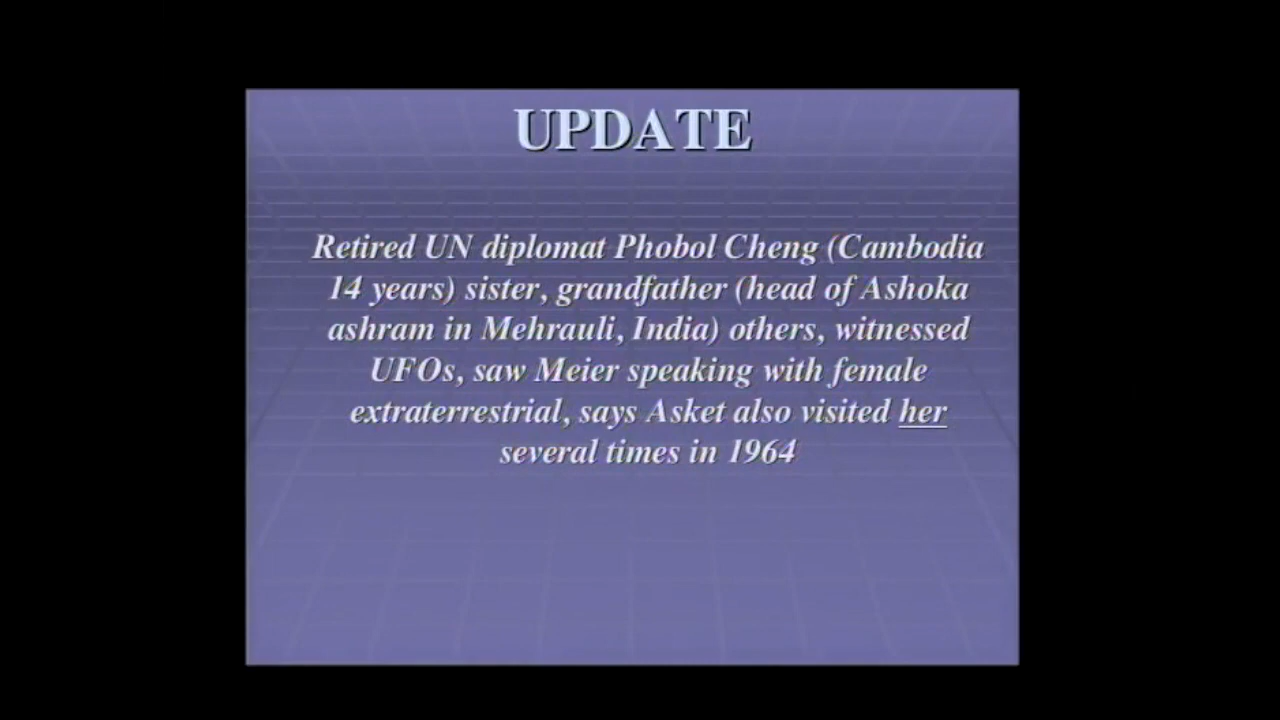 UPDATE
Retired UN diplomat Phobol Cheng (Cambodia
14 years) sister, grandfather (head of Ashoka
ashram in Mehrauli, India) others, witnessed
UFOs, saw Meier speaking with female
extraterrestrial, says Asket also visited her
several times in 1964